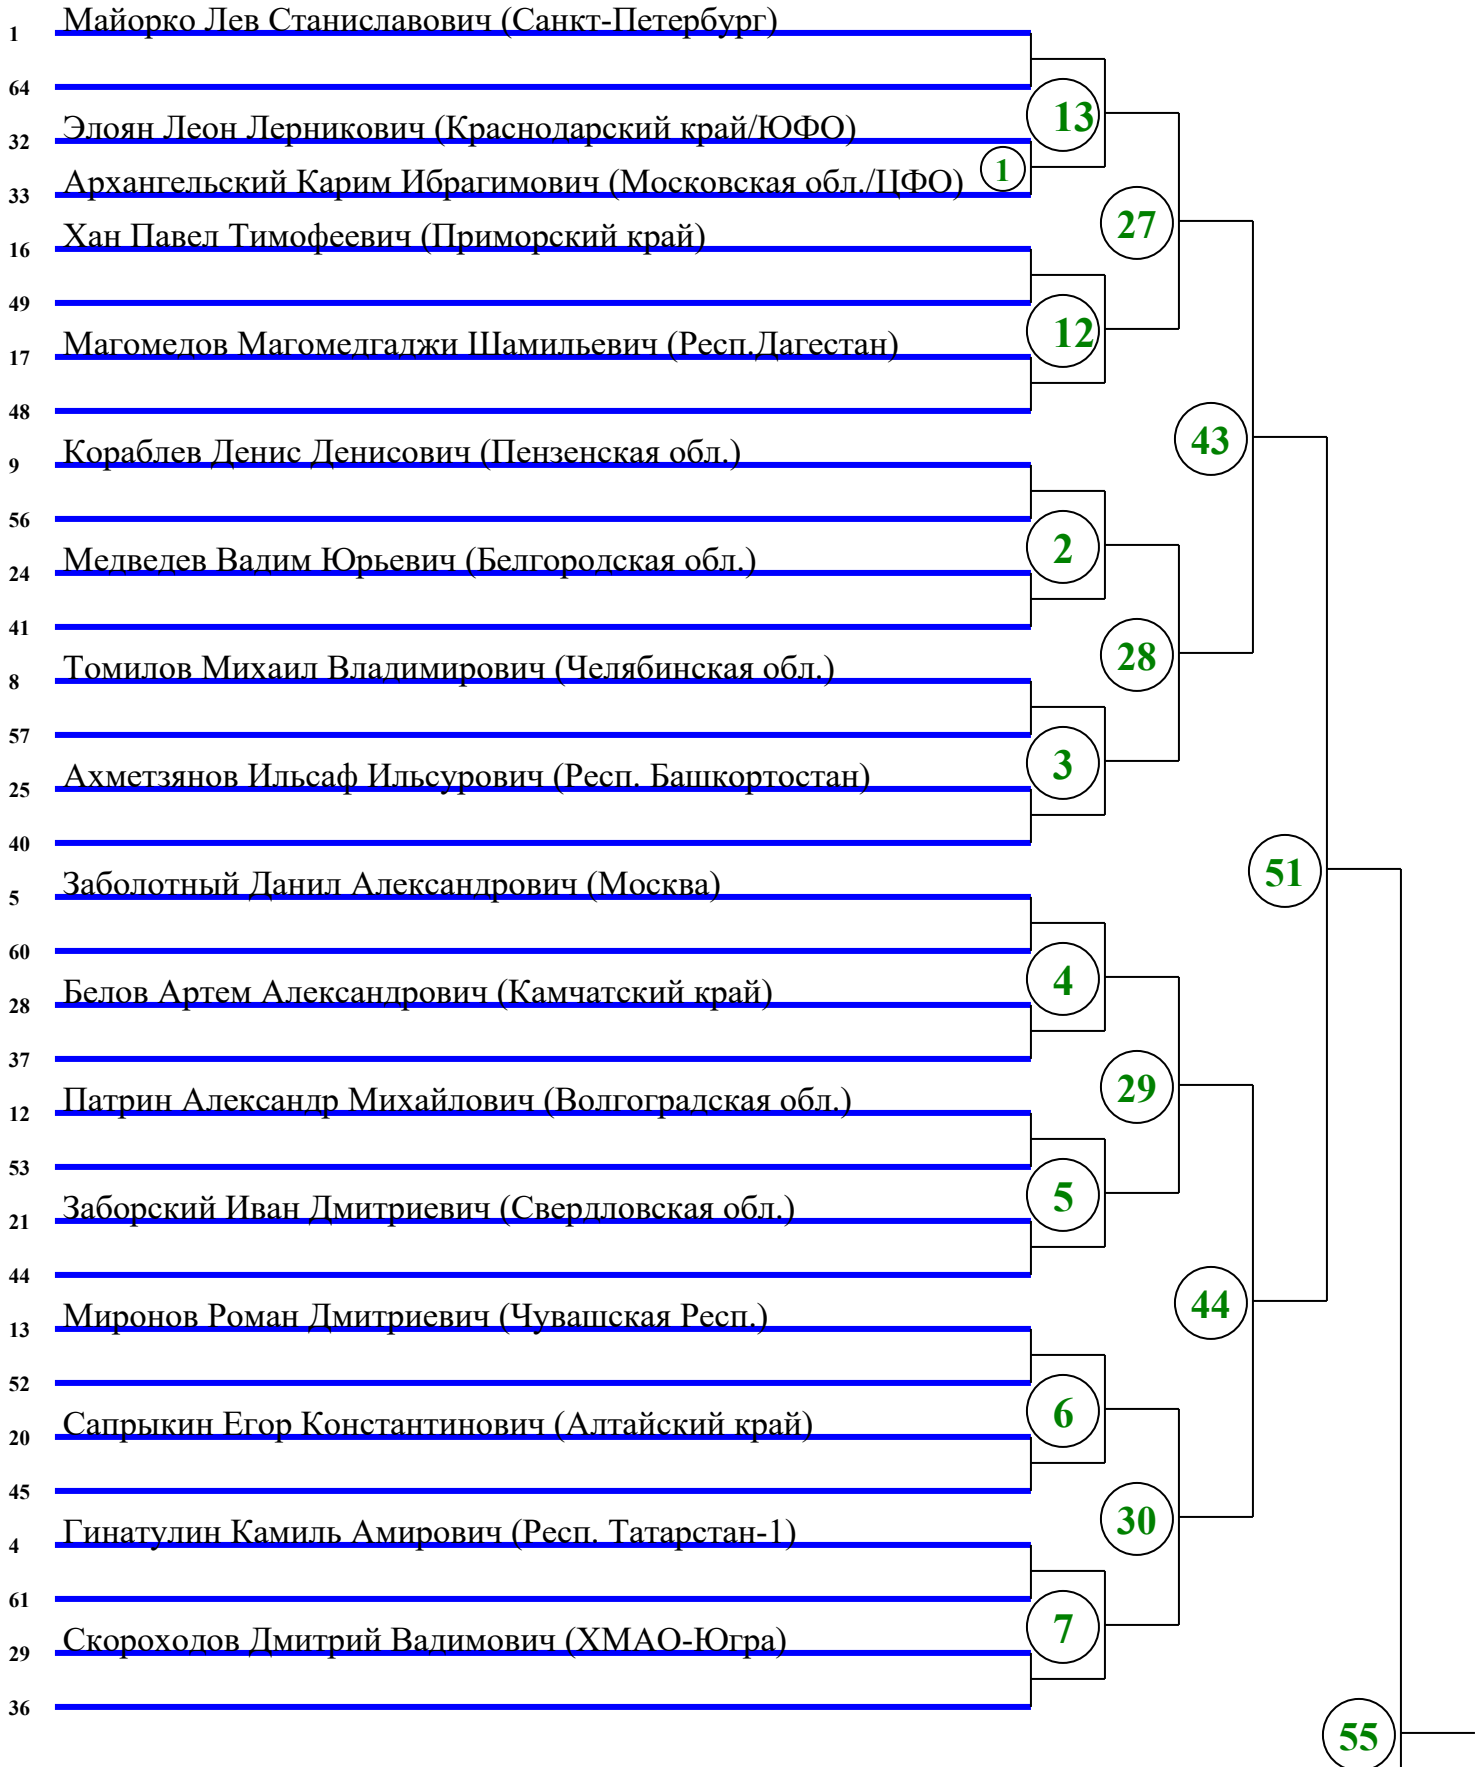 1 Майорко Лев Станиславович (Санкт-Петербург)
64
13
32 Элоян Леон Лерникович (Краснодарский край/ЮФО)
1
33 Архангельский Карим Ибрагимович (Московская обл./ЦФО)
27
16 Хан Павел Тимофеевич (Приморский край)
49
12
17 Магомедов Магомедгаджи Шамильевич (Респ.Дагестан)
48
43
9 Кораблев Денис Денисович (Пензенская обл.)
56
2
24 Медведев Вадим Юрьевич (Белгородская обл.)
41
28
8 Томилов Михаил Владимирович (Челябинская обл.)
57
3
25 Ахметзянов Ильсаф Ильсурович (Респ. Башкортостан)
40
51
5 Заболотный Данил Александрович (Москва)
60
4
28 Белов Артем Александрович (Камчатский край)
37
29
12 Патрин Александр Михайлович (Волгоградская обл.)
53
5
21 Заборский Иван Дмитриевич (Свердловская обл.)
44
44
13 Миронов Роман Дмитриевич (Чувашская Респ.)
52
6
20 Сапрыкин Егор Константинович (Алтайский край)
45
30
4 Гинатулин Камиль Амирович (Респ. Татарстан-1)
61
7
29 Скороходов Дмитрий Вадимович (ХМАО-Югра)
36
55